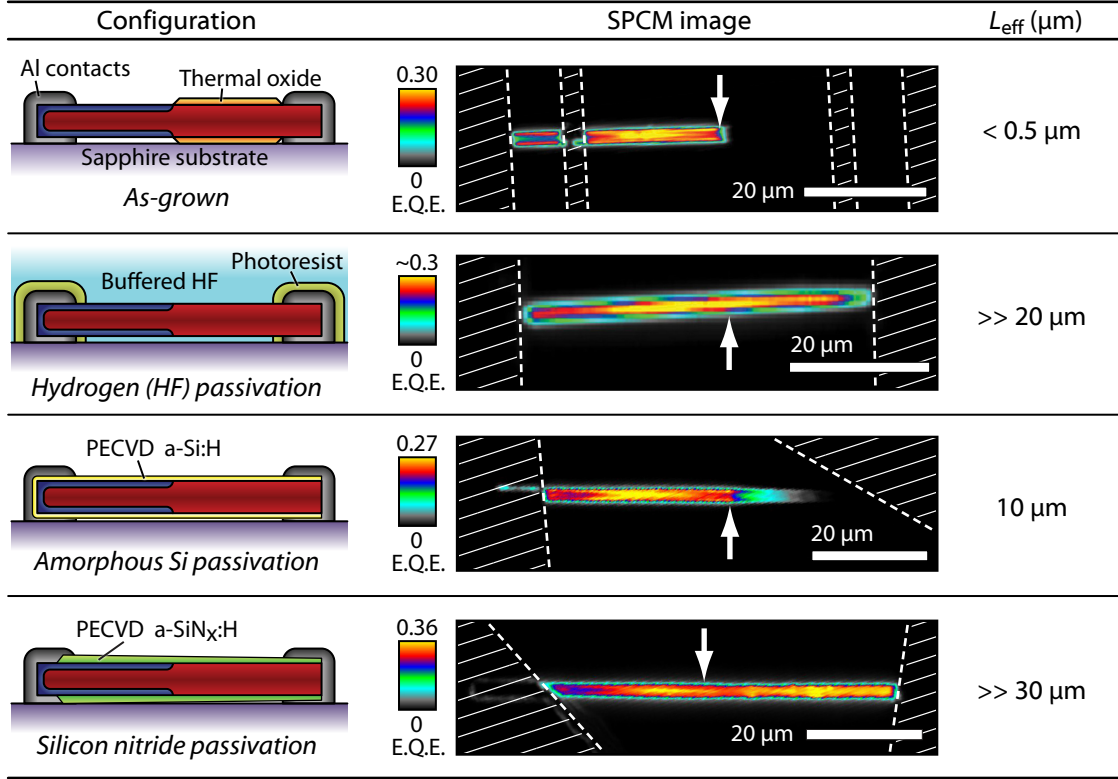 Configuration SPCM image L_eff (μm)
Al contacts
Thermal oxide
Sapphire substrate
As-grown
0.30
0
E.Q.E.
20 μm
< 0.5 μm
Photoresist
Buffered HF
Hydrogen (HF) passivation
~0.3
0
E.Q.E.
20 μm
>> 20 μm
PECVD a-Si:H
Amorphous Si passivation
0.27
0
E.Q.E.
20 μm
10 μm
PECVD a-SiNx:H
Silicon nitride passivation
0.36
0
E.Q.E.
20 μm
>> 30 μm